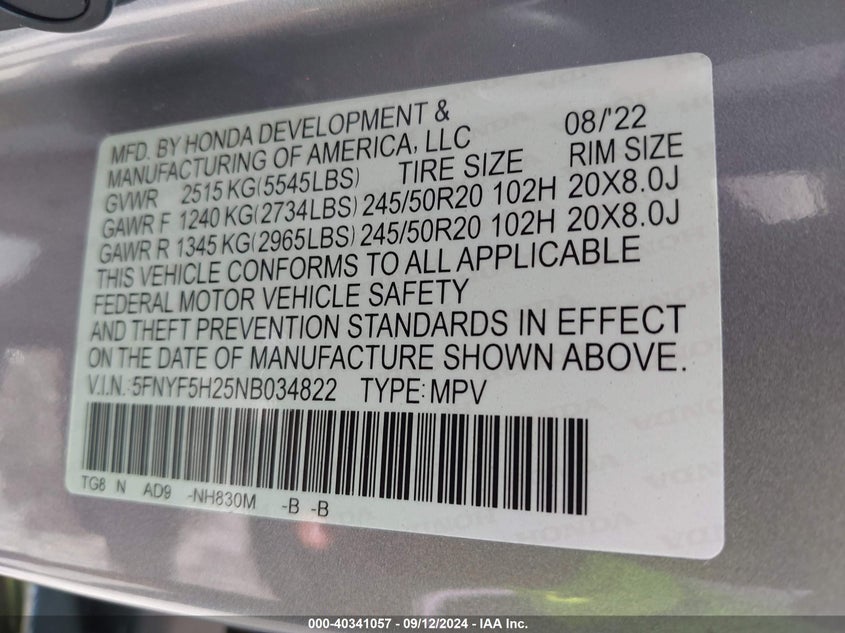 MFD. BY HONDA DEVELOPMENT & 08/'22
MANUFACTURING OF AMERICA, LLC
GVWR 2515 KG(5545LBS) TIRE SIZE RIM SIZE
GAWR F 1240 KG(2734LBS) 245/50R20 102H 20X8.0J
GAWR R 1345 KG(2965LBS) 245/50R20 102H 20X8.0J
THIS VEHICLE CONFORMS TO ALL APPLICABLE
FEDERAL MOTOR VEHICLE SAFETY
AND THEFT PREVENTION STANDARDS IN EFFECT
ON THE DATE OF MANUFACTURE SHOWN ABOVE.
V.I.N.: 5FNYF5H25NB034822 TYPE: MPV
TG8 N AD9 -NH830M -B -B
HONDA
000-40341057 - 09/12/2024 - IAA Inc.